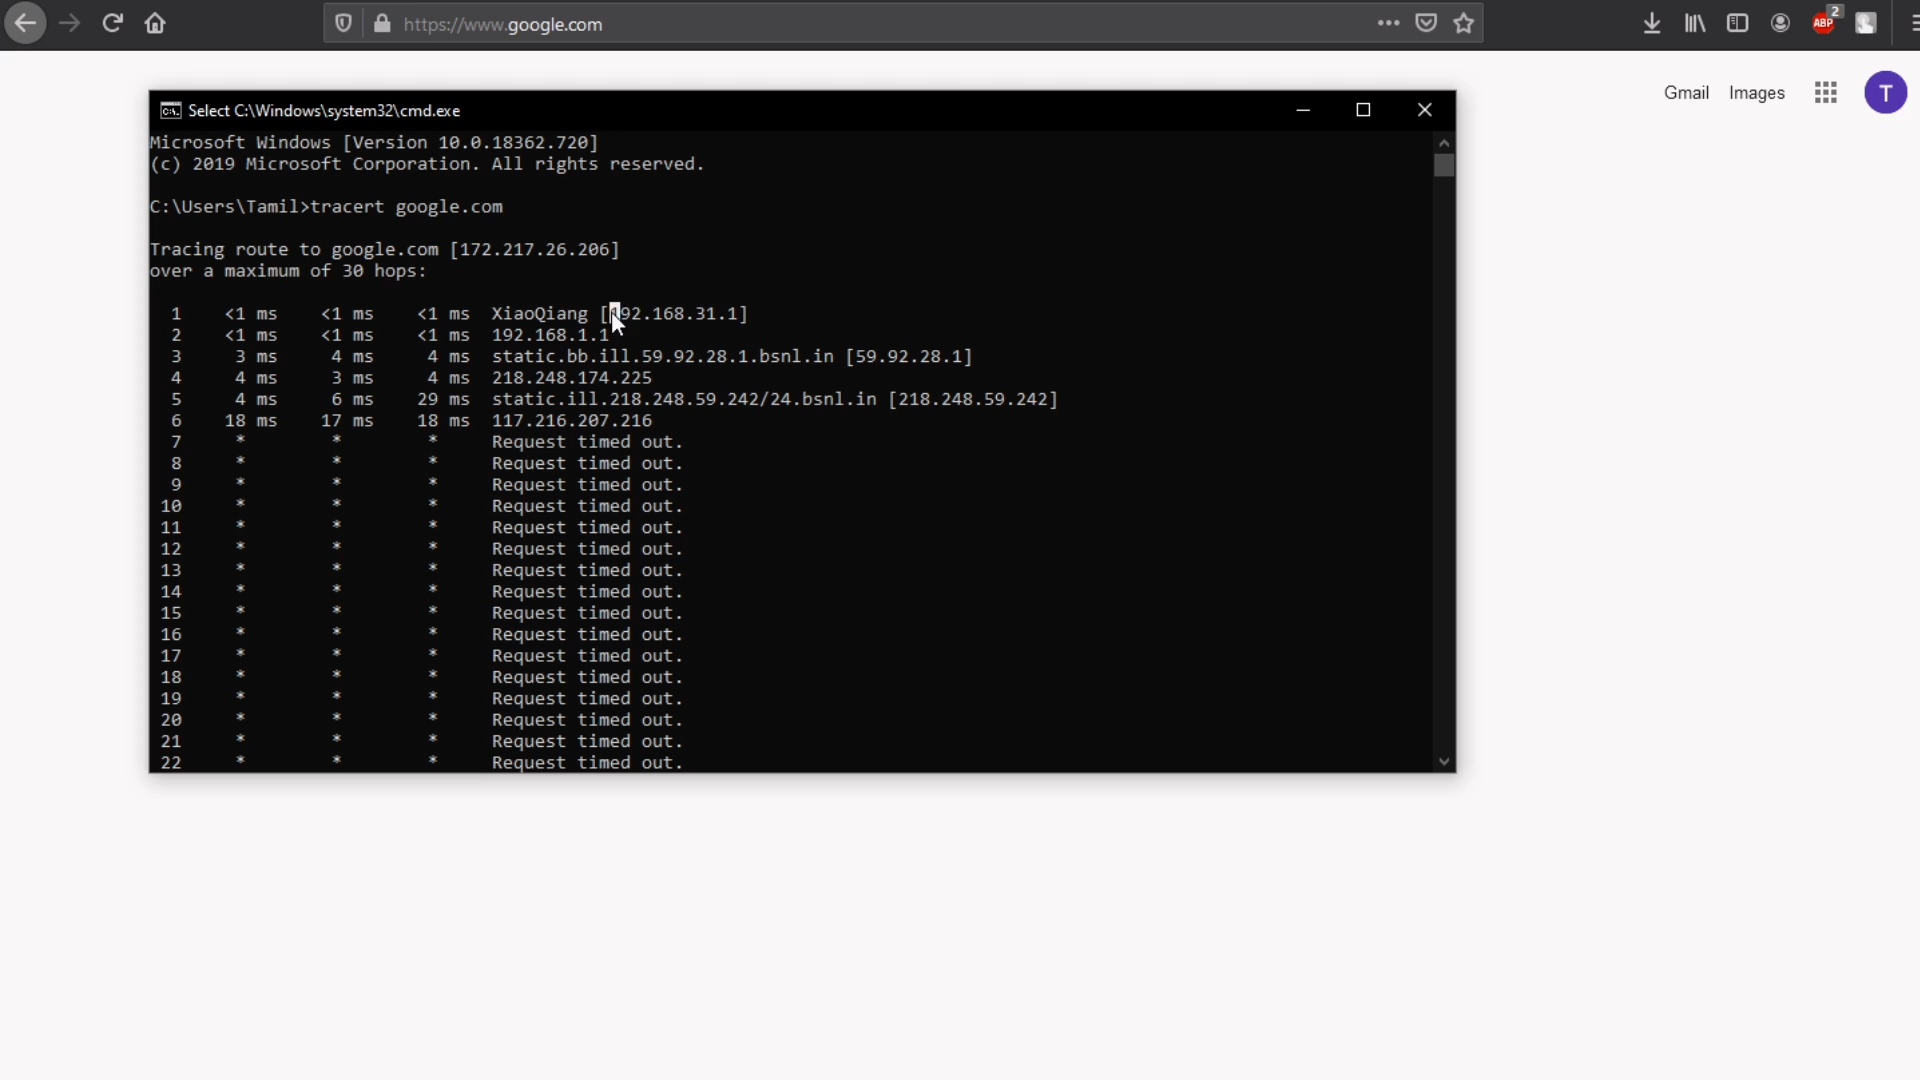 https://www.google.com
ABP
2
Gmail Images
T
Select C:\Windows\system32\cmd.exe
Microsoft Windows [Version 10.0.18362.720]
(c) 2019 Microsoft Corporation. All rights reserved.
C:\Users\Tamil>tracert google.com
Tracing route to google.com [172.217.26.206]
over a maximum of 30 hops:
1 <1 ms <1 ms <1 ms XiaoQiang [192.168.31.1]
2 <1 ms <1 ms <1 ms 192.168.1.1
3 3 ms 4 ms 4 ms static.bb.ill.59.92.28.1.bsnl.in [59.92.28.1]
4 4 ms 3 ms 4 ms 218.248.174.225
5 4 ms 6 ms 29 ms static.ill.218.248.59.242/24.bsnl.in [218.248.59.242]
6 18 ms 17 ms 18 ms 117.216.207.216
7 * * * Request timed out.
8 * * * Request timed out.
9 * * * Request timed out.
10 * * * Request timed out.
11 * * * Request timed out.
12 * * * Request timed out.
13 * * * Request timed out.
14 * * * Request timed out.
15 * * * Request timed out.
16 * * * Request timed out.
17 * * * Request timed out.
18 * * * Request timed out.
19 * * * Request timed out.
20 * * * Request timed out.
21 * * * Request timed out.
22 * * * Request timed out.